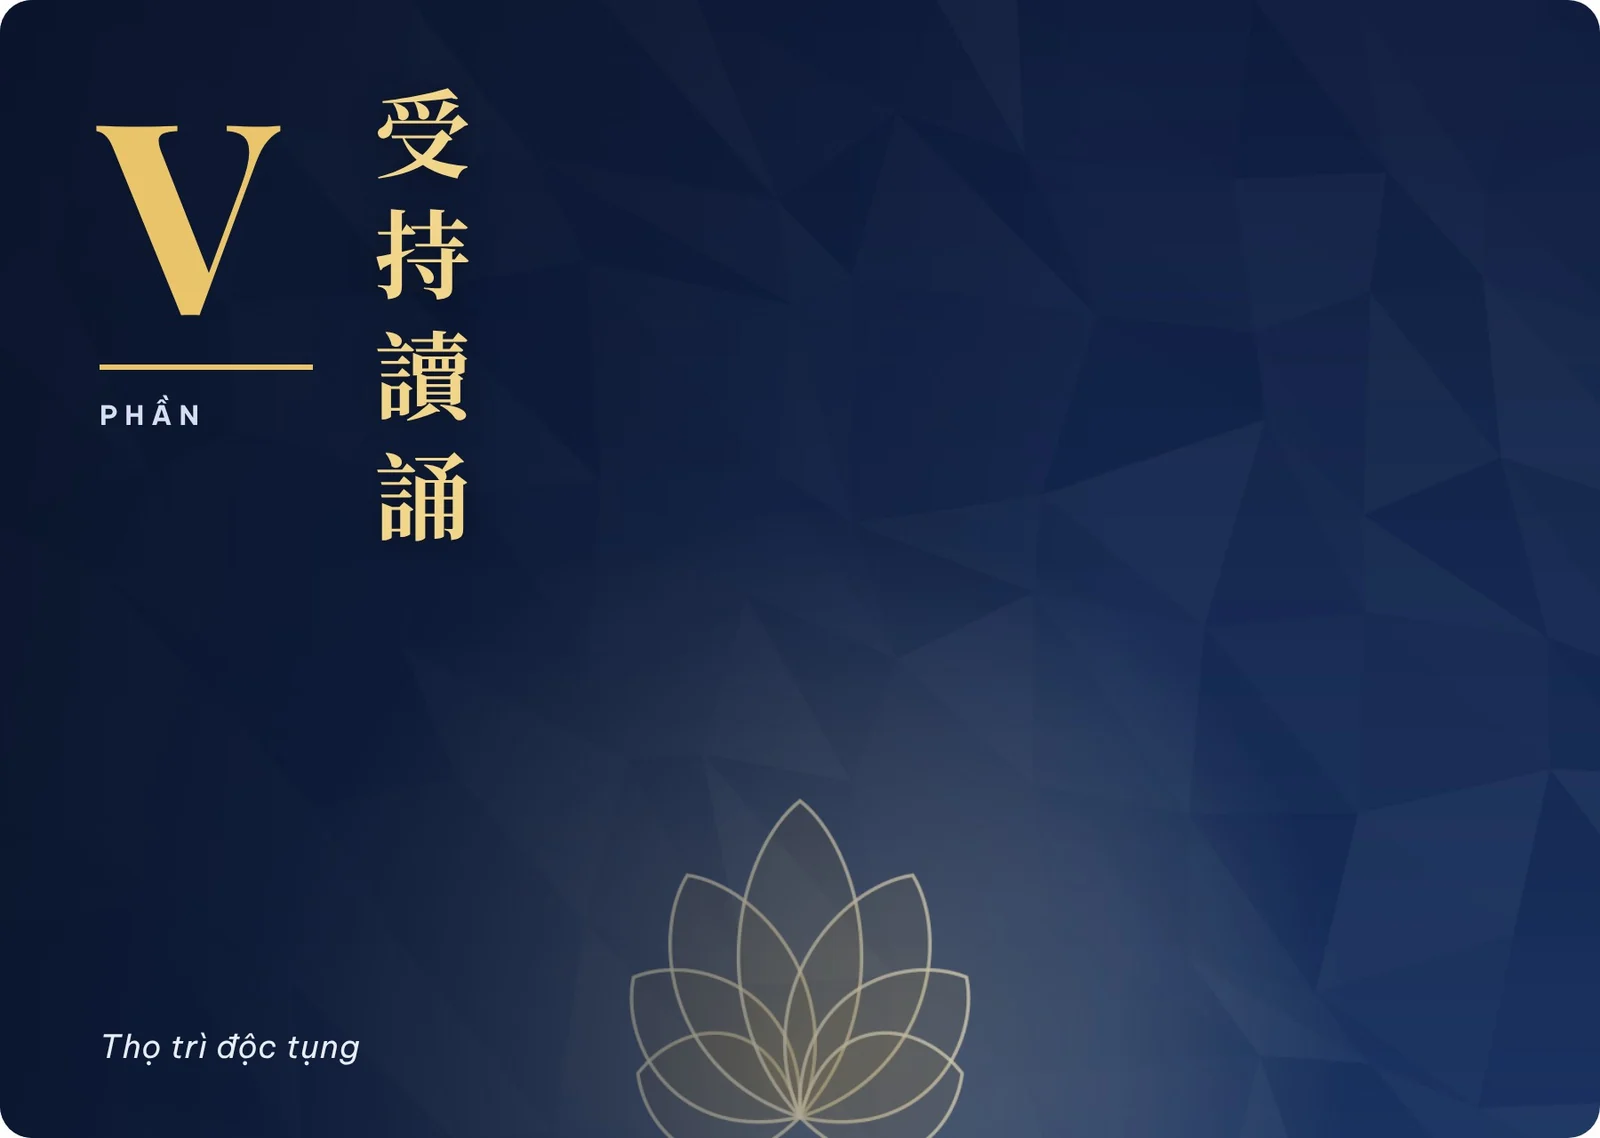 V
PHẦN
受持讀誦
Thọ trì độc tụng